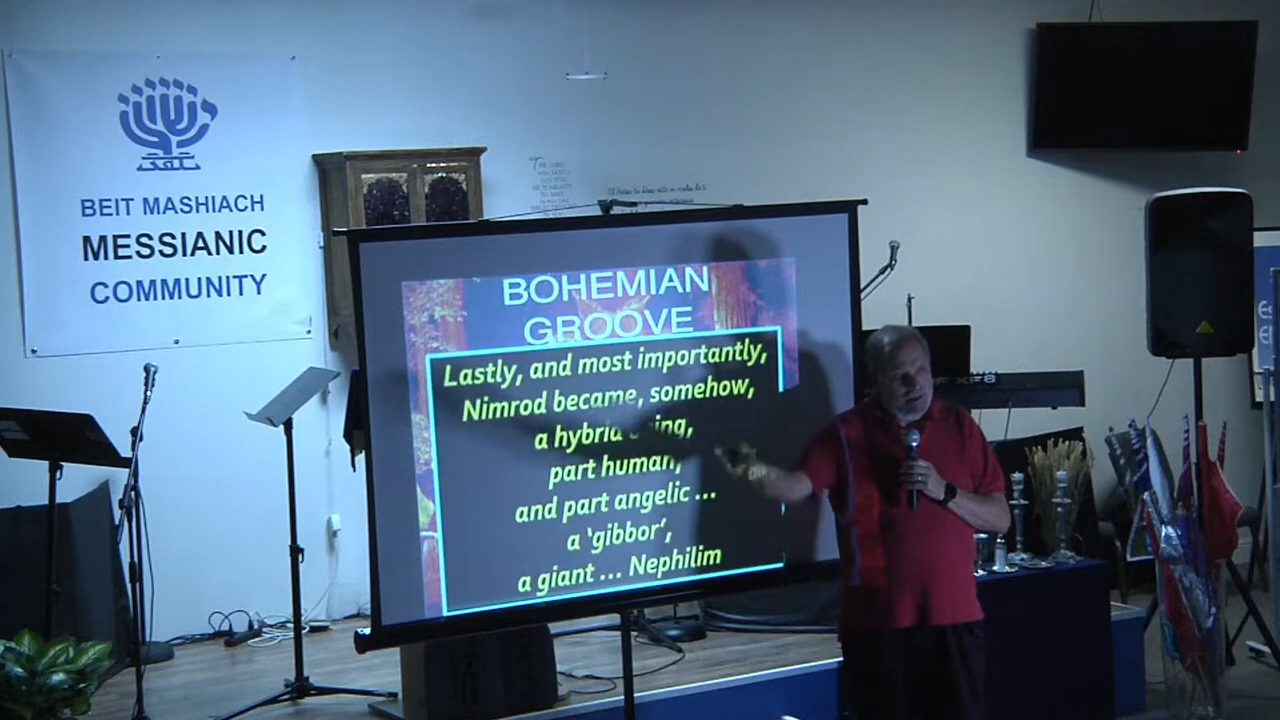 BEIT MASHIACH
MESSIANIC
COMMUNITY
BOHEMIAN
GROOVE
Lastly, and most importantly,
Nimrod became, somehow,
a hybrid
part human,
and part angelic ...
a 'gibbor',
a giant ... Nephilim